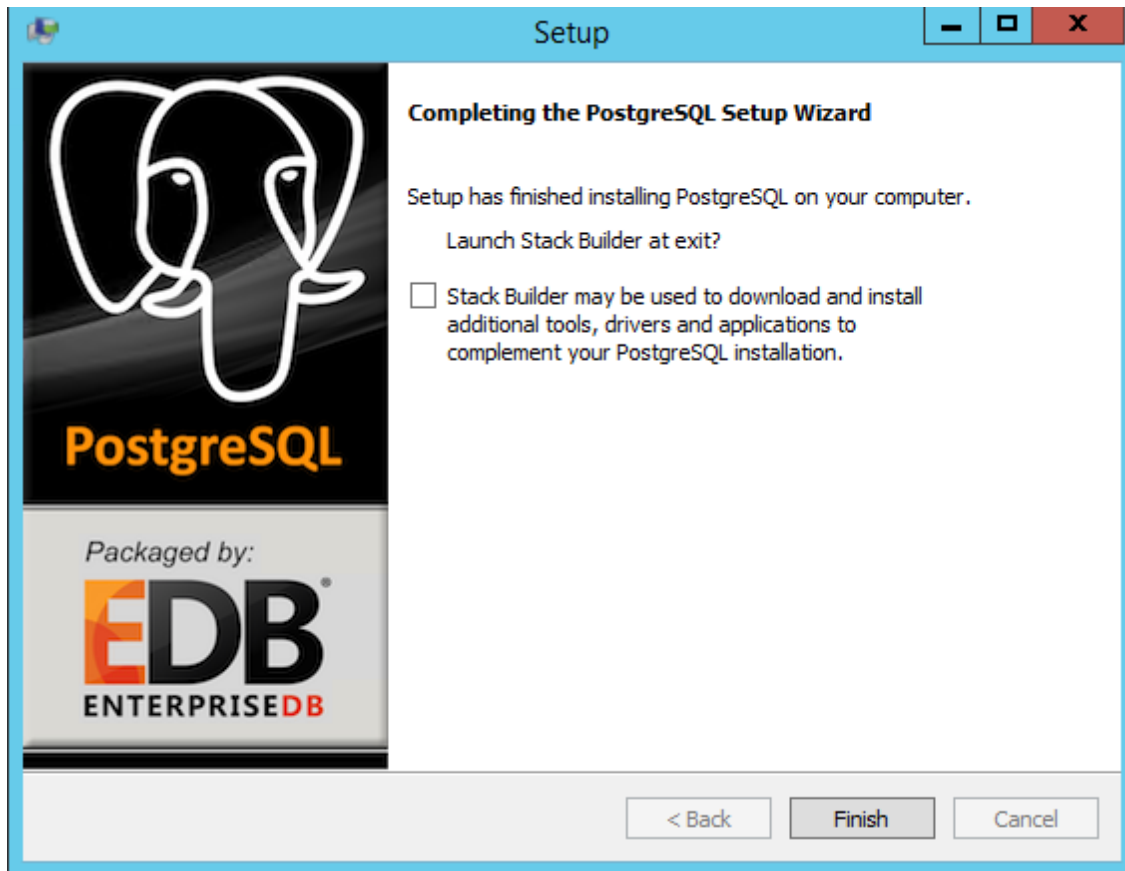 Setup
Completing the PostgreSQL Setup Wizard
Setup has finished installing PostgreSQL on your computer.
Launch Stack Builder at exit?
Stack Builder may be used to download and install
additional tools, drivers and applications to
complement your PostgreSQL installation.
PostgreSQL
Packaged by:
EDB®
ENTERPRISEDB
< Back
Finish
Cancel